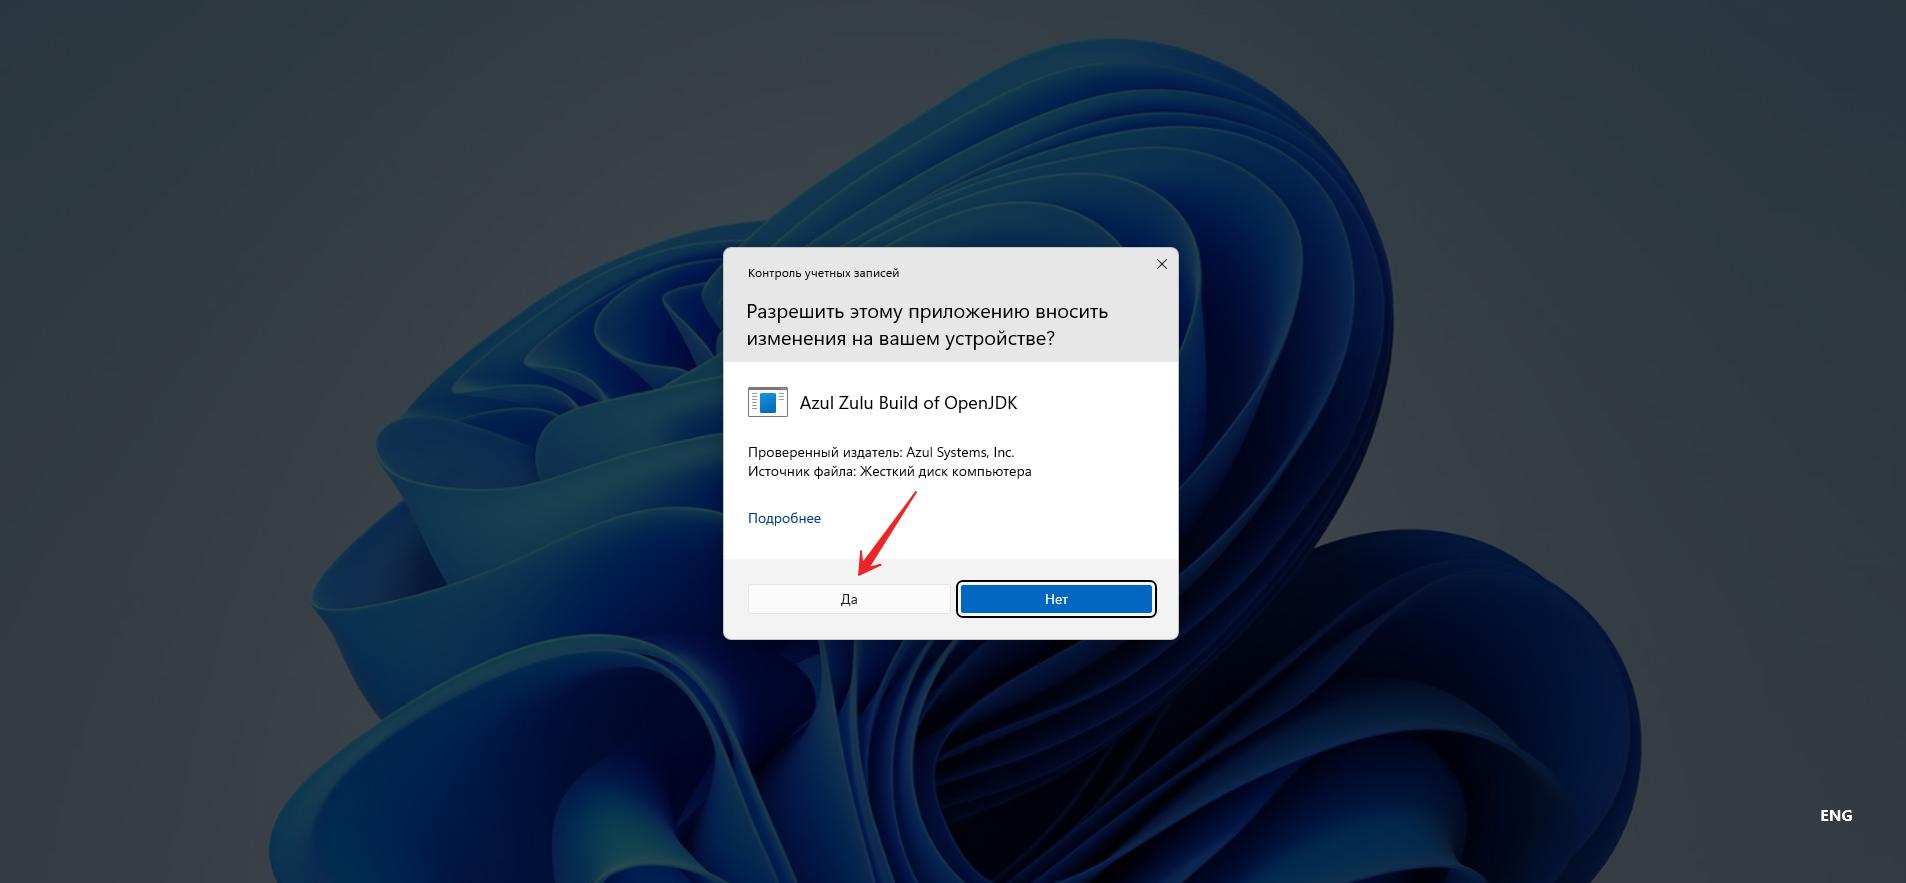 Контроль учетных записей
Разрешить этому приложению вносить
изменения на вашем устройстве?
Azul Zulu Build of OpenJDK
Проверенный издатель: Azul Systems, Inc.
Источник файла: Жесткий диск компьютера
Подробнее
Да
Нет
ENG